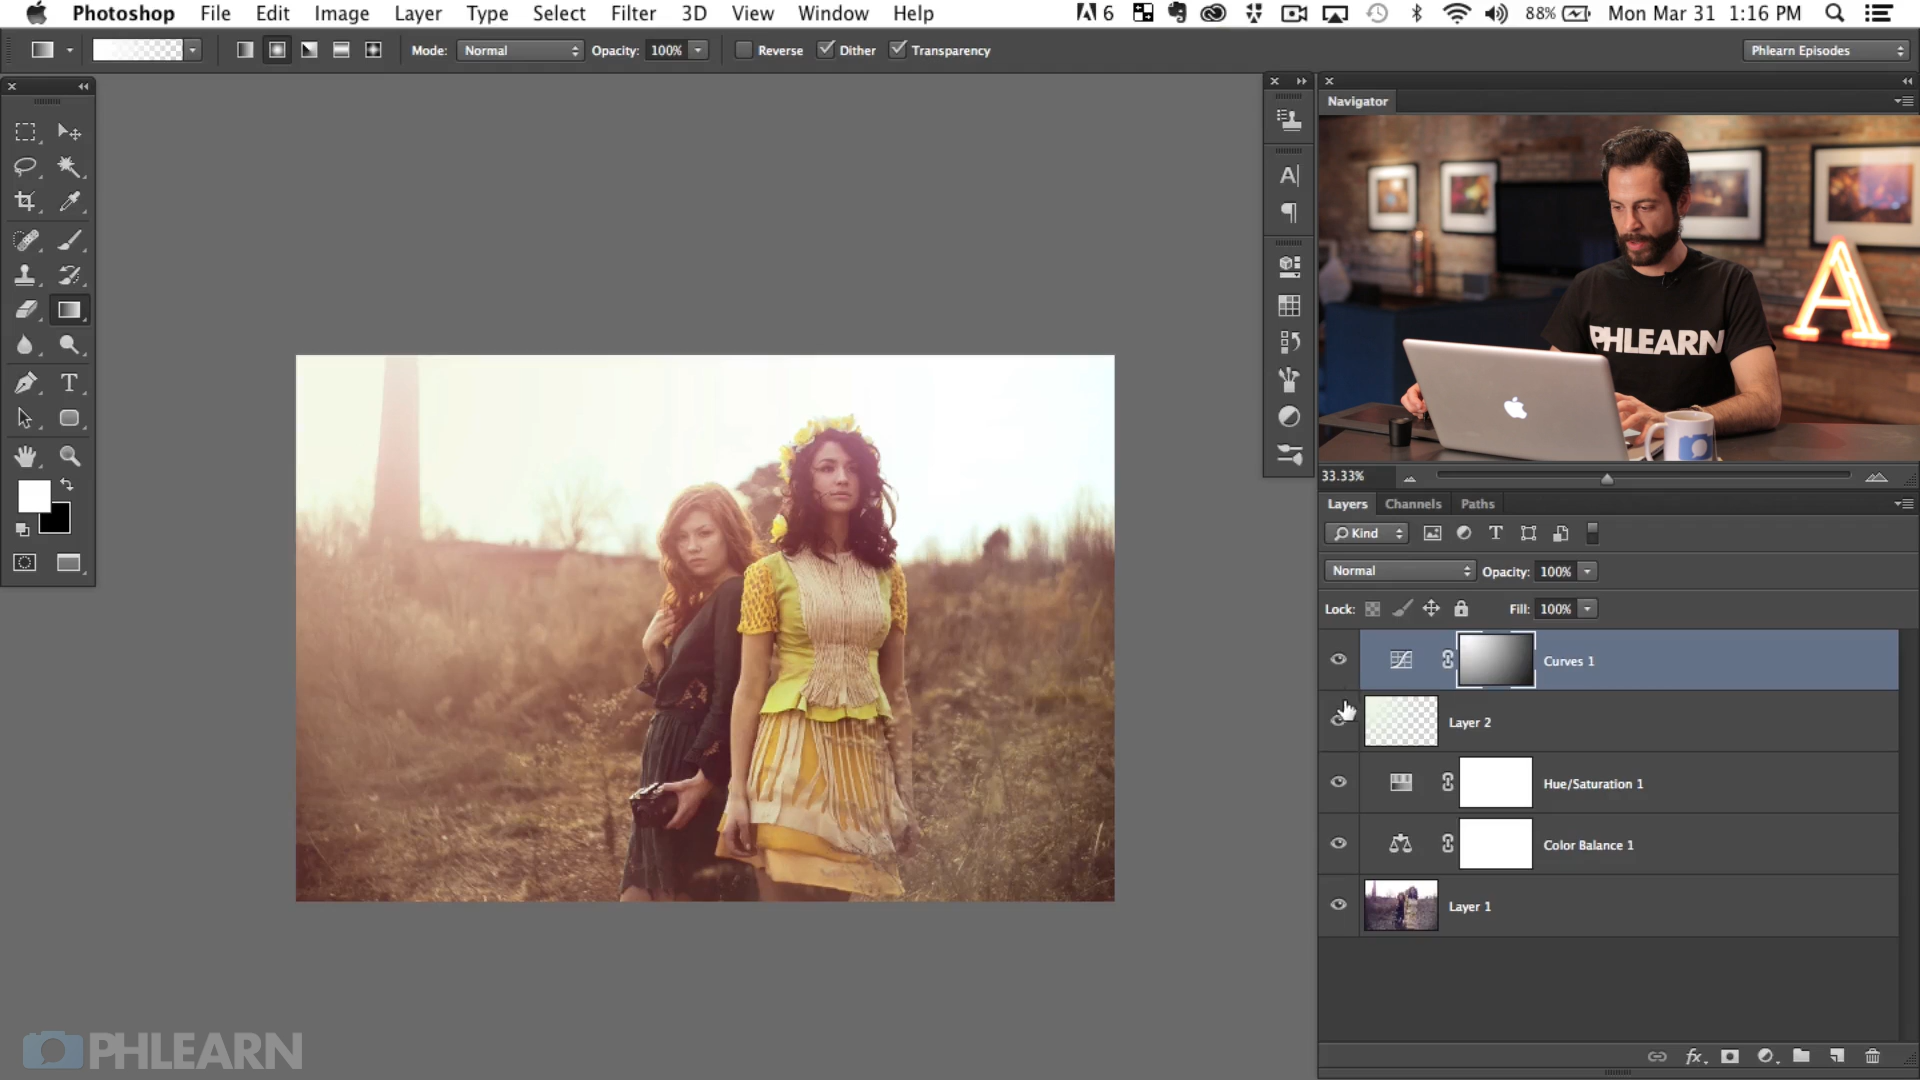 Photoshop File Edit Image Layer Type Select Filter 3D View Window Help 6 88% Mon Mar 31 1:16 PM
Mode: Normal Opacity: 100% Reverse Dither Transparency Phlearn Episodes
Navigator
A
PHLEARN
33.33%
Layers Channels Paths
Kind
Normal Opacity: 100%
Lock: Fill: 100%
Curves 1
Layer 2
Hue/Saturation 1
Color Balance 1
Layer 1
fx
PHLEARN